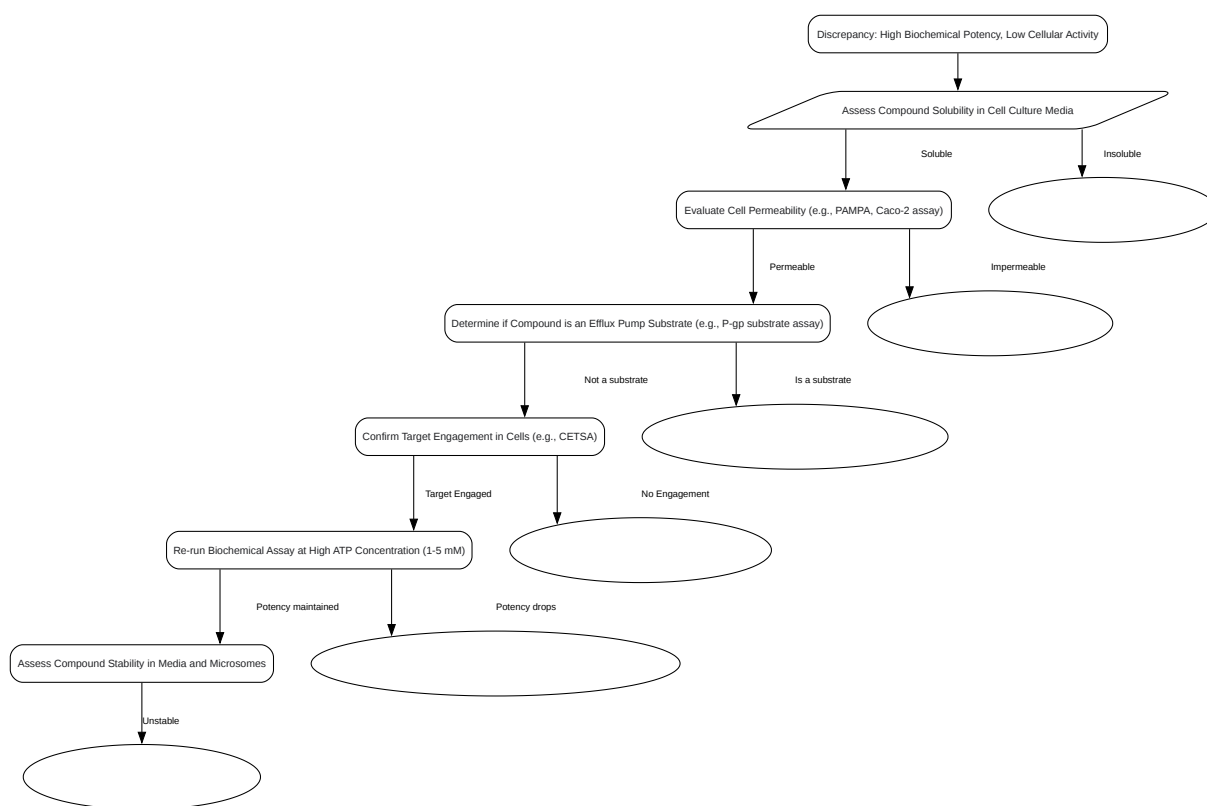 Discrepancy: High Biochemical Potency, Low Cellular Activity
Assess Compound Solubility in Cell Culture Media
Soluble
Insoluble
Evaluate Cell Permeability (e.g., PAMPA, Caco-2 assay)
Permeable
Impermeable
Determine if Compound is an Efflux Pump Substrate (e.g., P-gp substrate assay)
Not a substrate
Is a substrate
Confirm Target Engagement in Cells (e.g., CETSA)
Target Engaged
No Engagement
Re-run Biochemical Assay at High ATP Concentration (1-5 mM)
Potency maintained
Potency drops
Assess Compound Stability in Media and Microsomes
Unstable